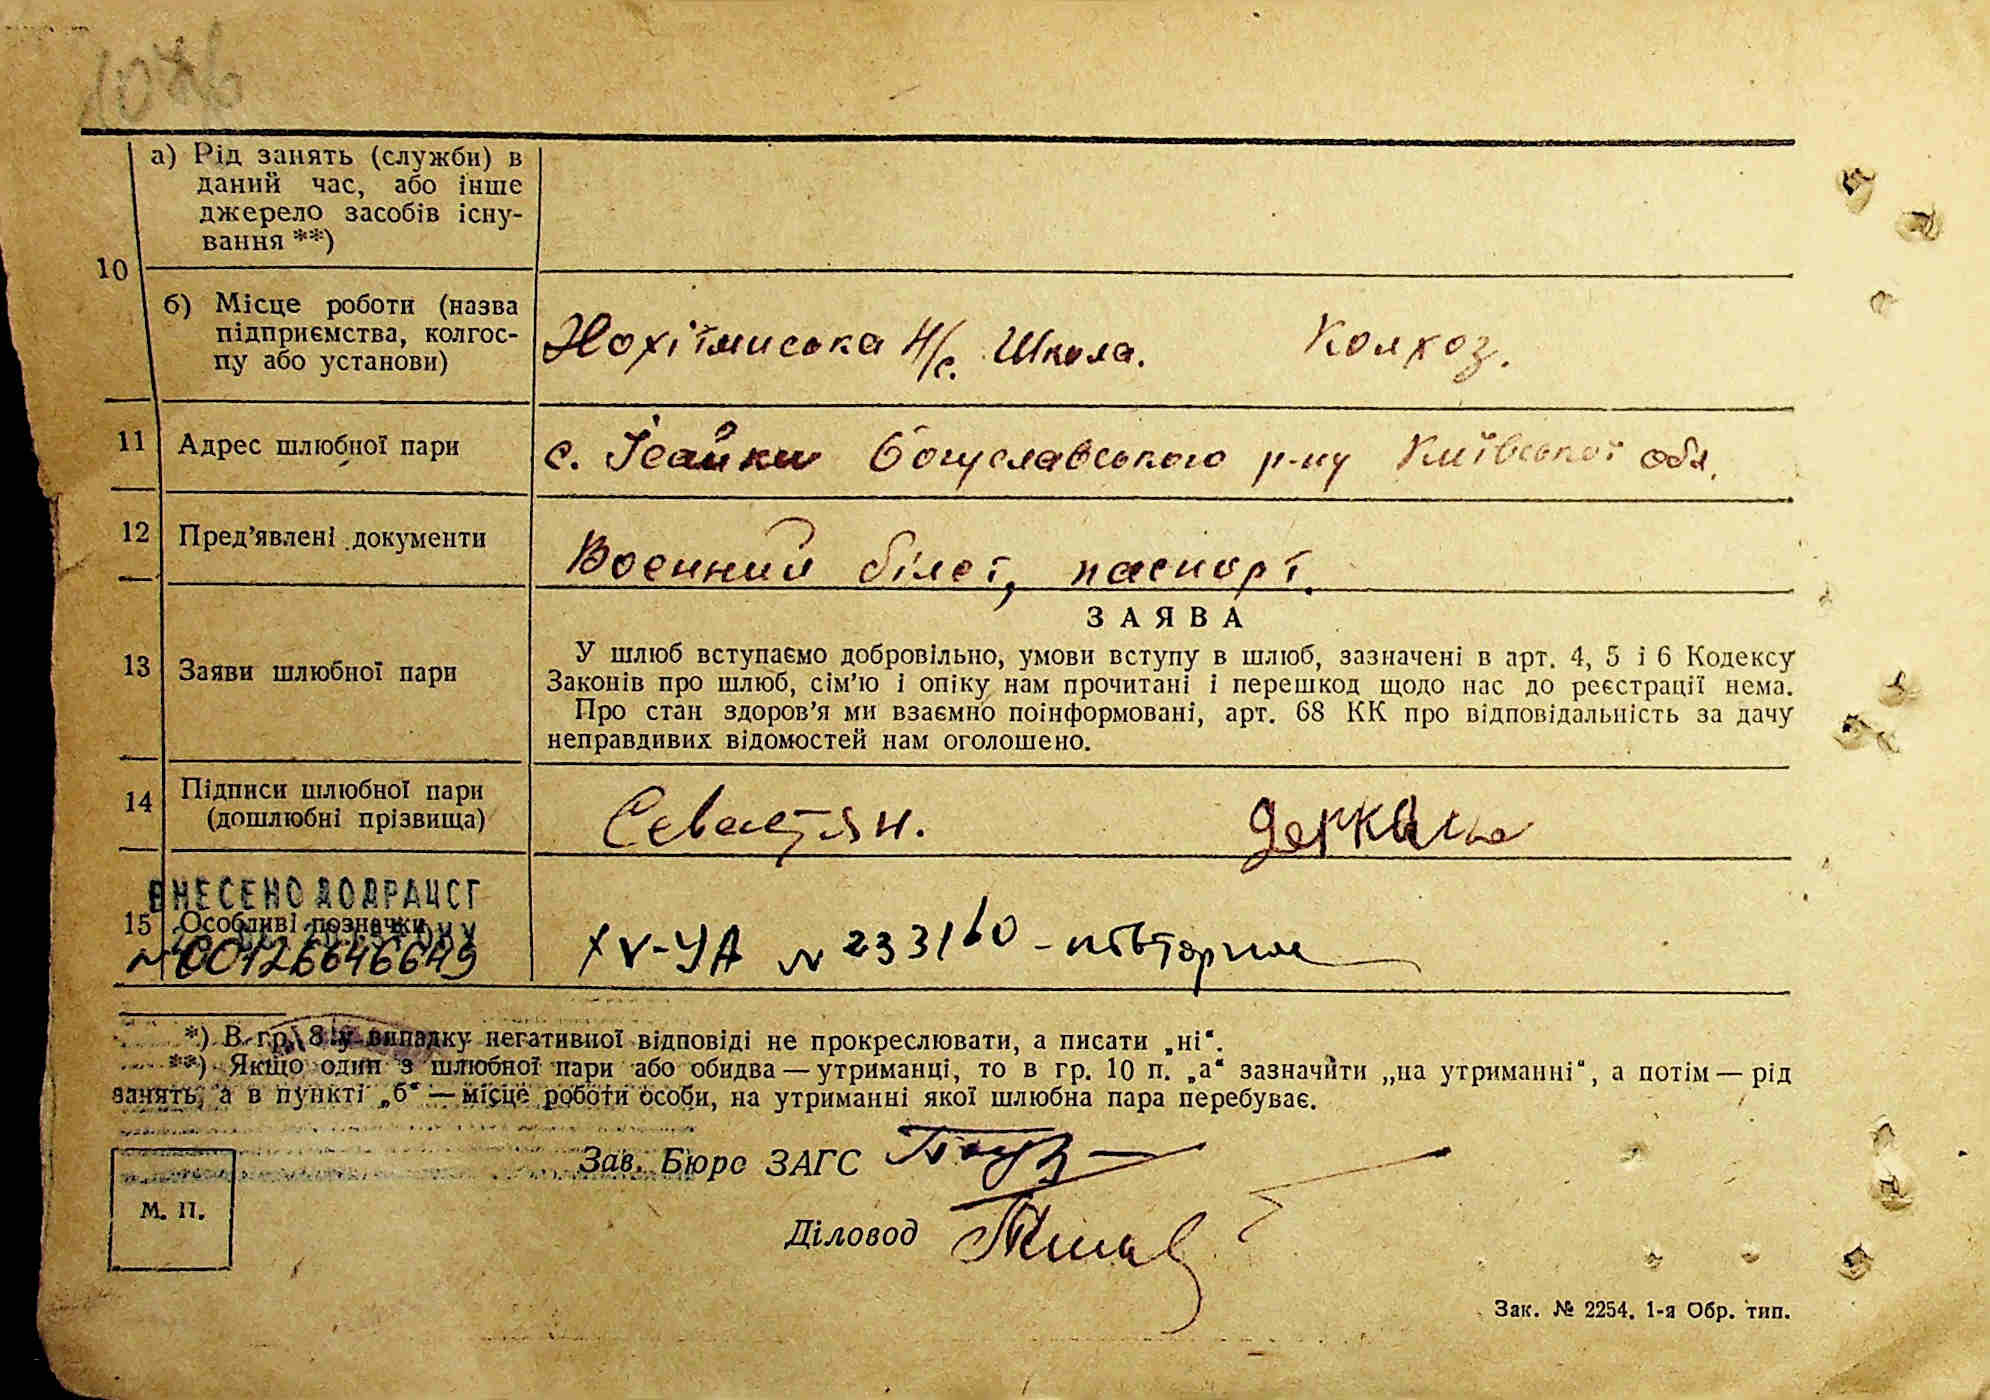 а) Рід занять (служби) в
даний час, або інше
джерело засобів існу-
вання **)
10
б) Місце роботи (назва
підприємства, колгос-
пу або установи)
Н/с. Школа. Колхоз.
11 Адрес шлюбної пари
с. Ісайки Богуславського р-ну Київської обл.
12 Пред’явлені документи
Воєнний білет, паспорт.
ЗАЯВА
13 Заяви шлюбної пари
У шлюб вступаємо добровільно, умови вступу в шлюб, зазначені в арт. 4, 5 і 6 Кодексу
Законів про шлюб, сім’ю і опіку нам прочитані і перешкод щодо нас до реєстрації нема.
Про стан здоров’я ми взаємно поінформовані, арт. 68 КК про відповідальність за дачу
неправдивих відомостей нам оголошено.
14 Підписи шлюбної пари
(дошлюбні прізвища)
Севастьян.
ВНЕСЕНО ДО ДРАЦСГ
15 Особливі позначки
№00126646649
XV-УА № 233160 - повторне
*) В гр. 8 у випадку негативної відповіді не прокреслювати, а писати „ні“.
**) Якщо один з шлюбної пари або обидва — утриманці, то в гр. 10 п. „а“ зазначити „на утриманні“, а потім — рід
занять, а в пункті „б“ — місце роботи особи, на утриманні якої шлюбна пара перебуває.
Зав. Бюро ЗАГС
М. П.
Діловод
Зак. № 2254. 1-я Обр. тип.